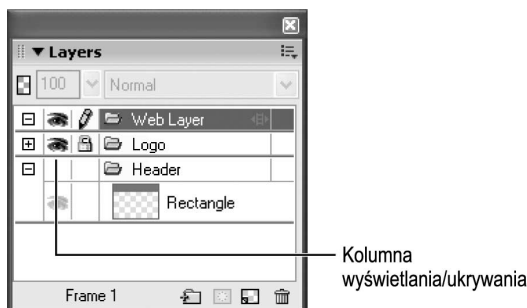 Layers
100 Normal
Web Layer
Logo
Header
Rectangle
Kolumna
wyświetlania/ukrywania
Frame 1